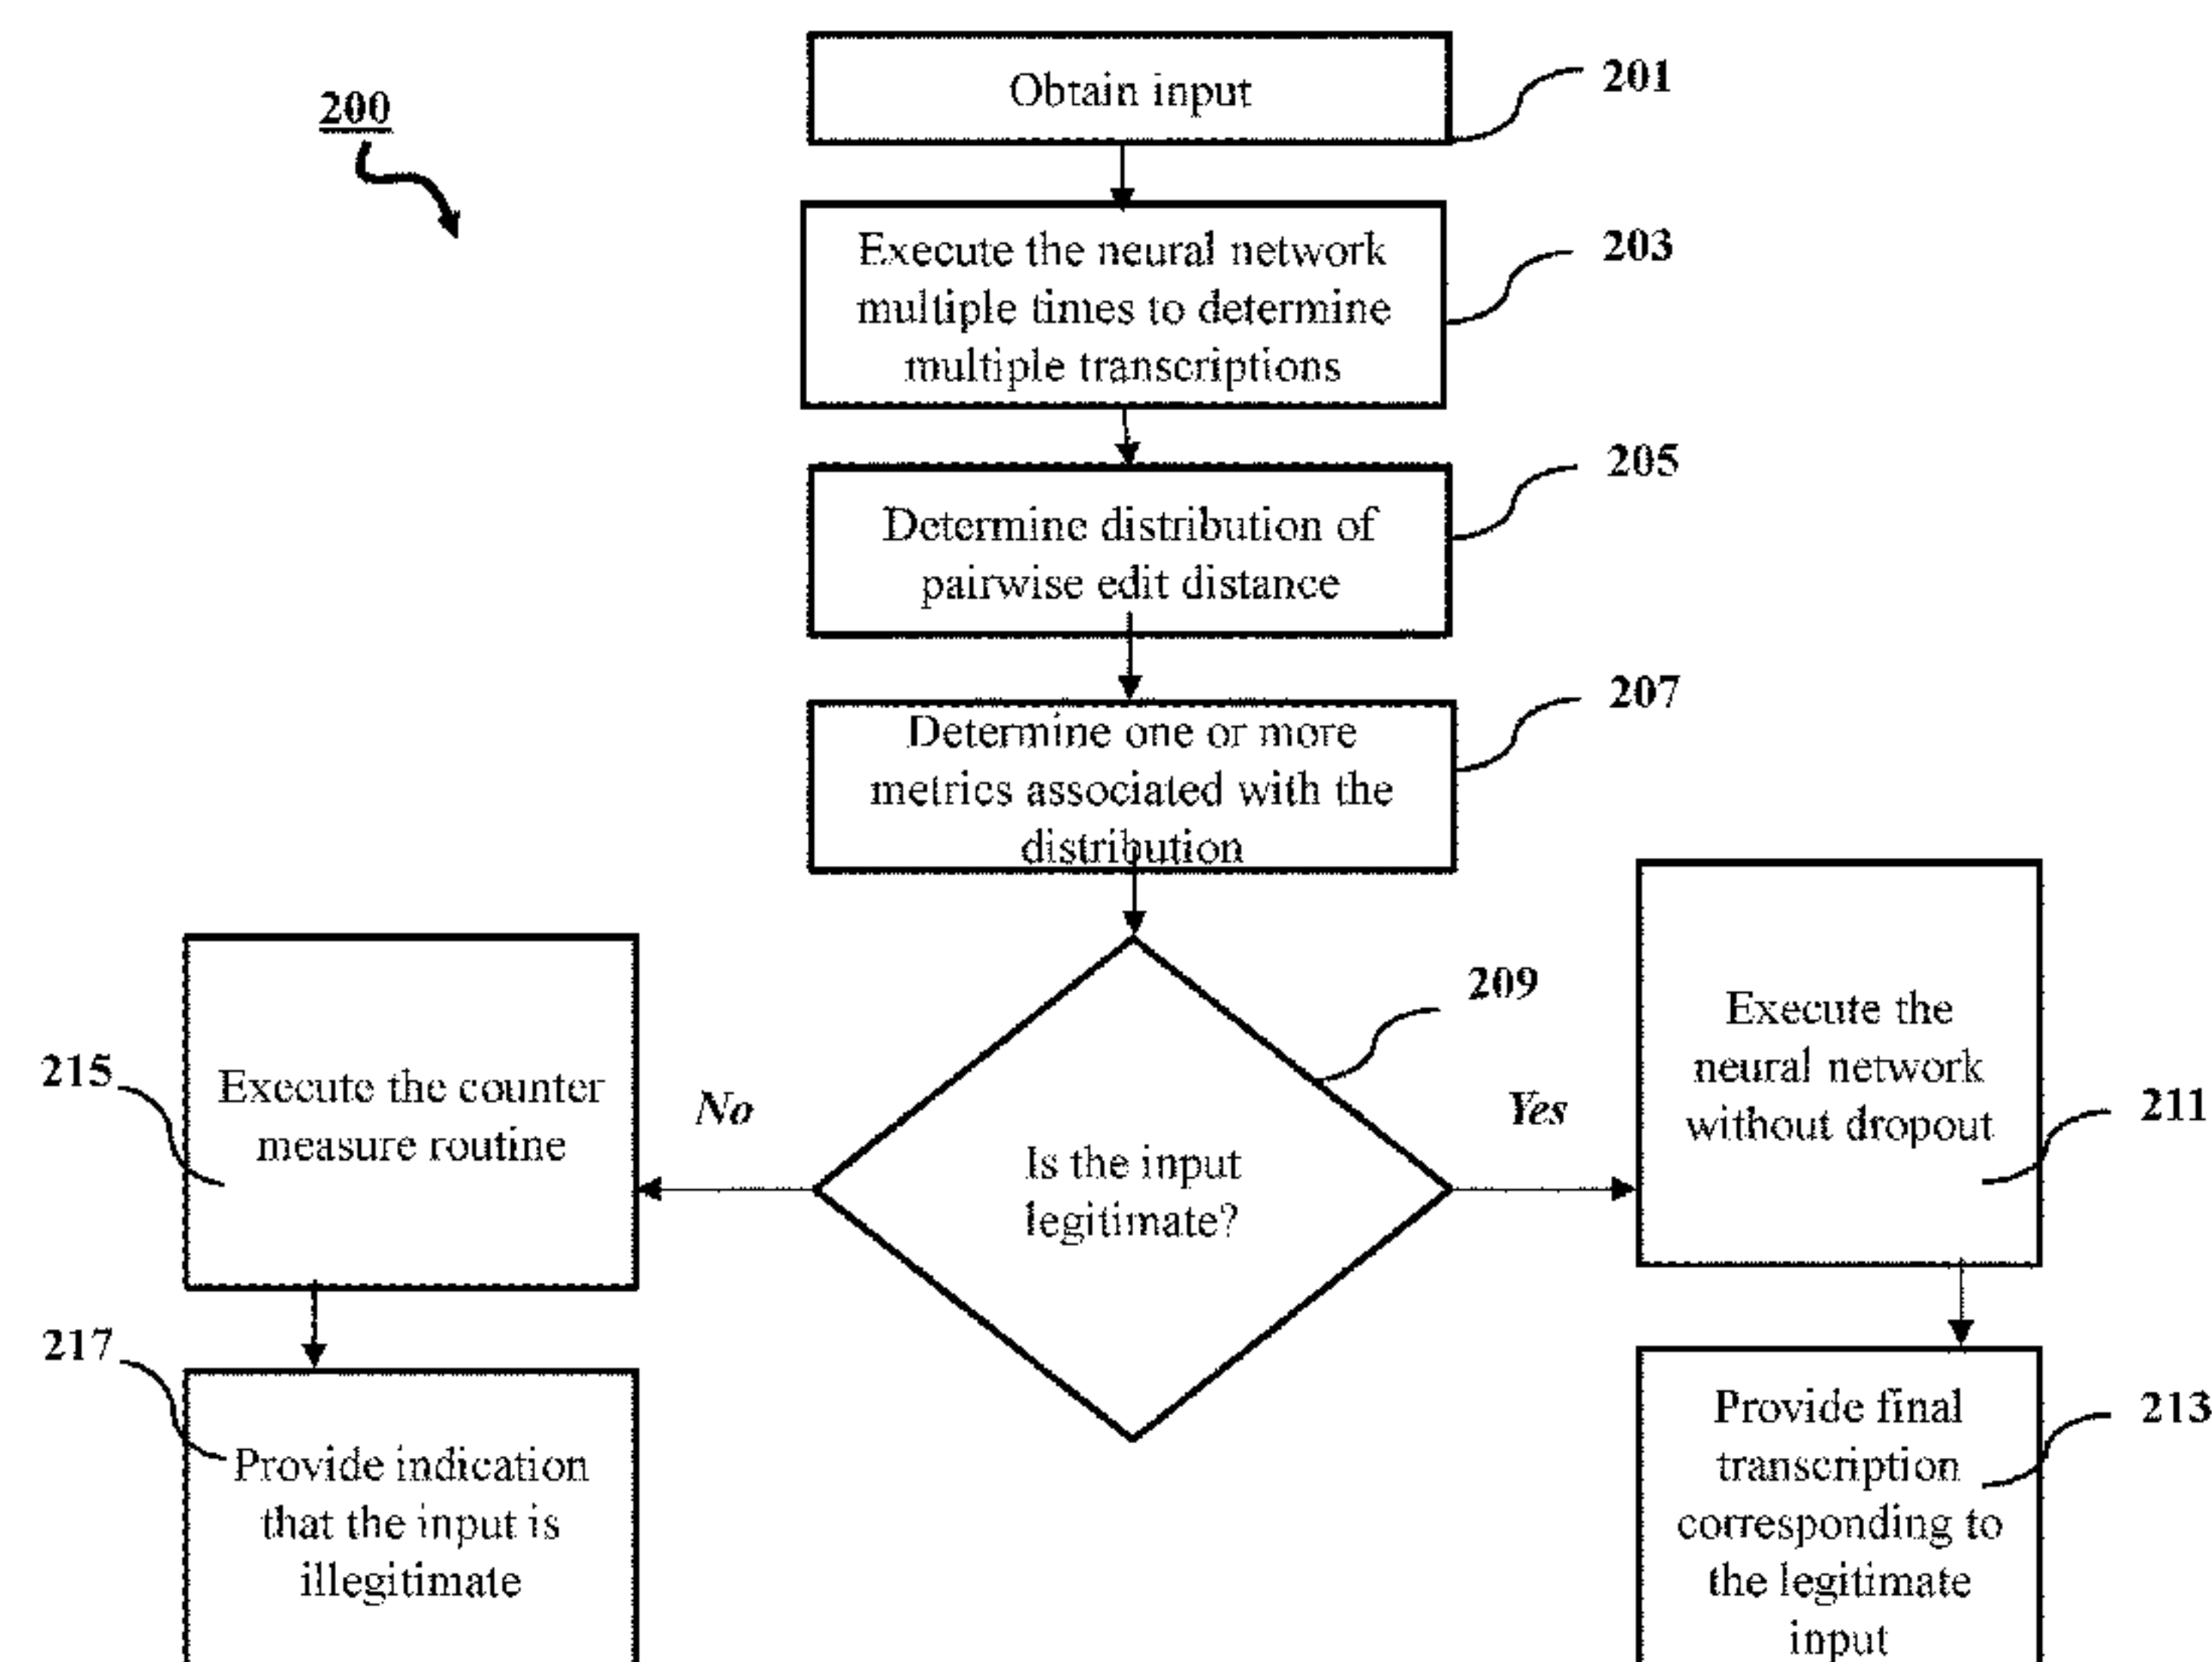 Obtain input
201
200
Execute the neural network
multiple times to determine
multiple transcriptions
203
Determine distribution of
pairwise edit distance
205
Determine one or more
metrics associated with the
distribution
207
Is the input
legitimate?
209
No
Yes
Execute the counter
measure routine
215
Execute the
neural network
without dropout
211
Provide indication
that the input is
illegitimate
217
Provide final
transcription
corresponding to
the legitimate
input
213